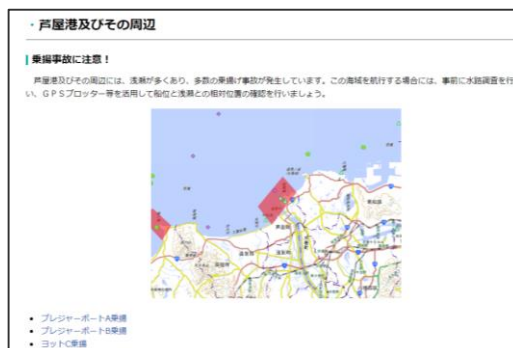 ・芦屋港及びその周辺
乗揚事故に注意！
芦屋港及びその周辺には、浅瀬が多くあり、多数の乗揚げ事故が発生しています。この海域を航行する場合には、事前に水路調査を行
い、ＧＰＳプロッター等を活用して船位と浅瀬との相対位置の確認を行いましょう。
• プレジャーボートA乗揚
• プレジャーボートB乗揚
• ヨットC乗揚